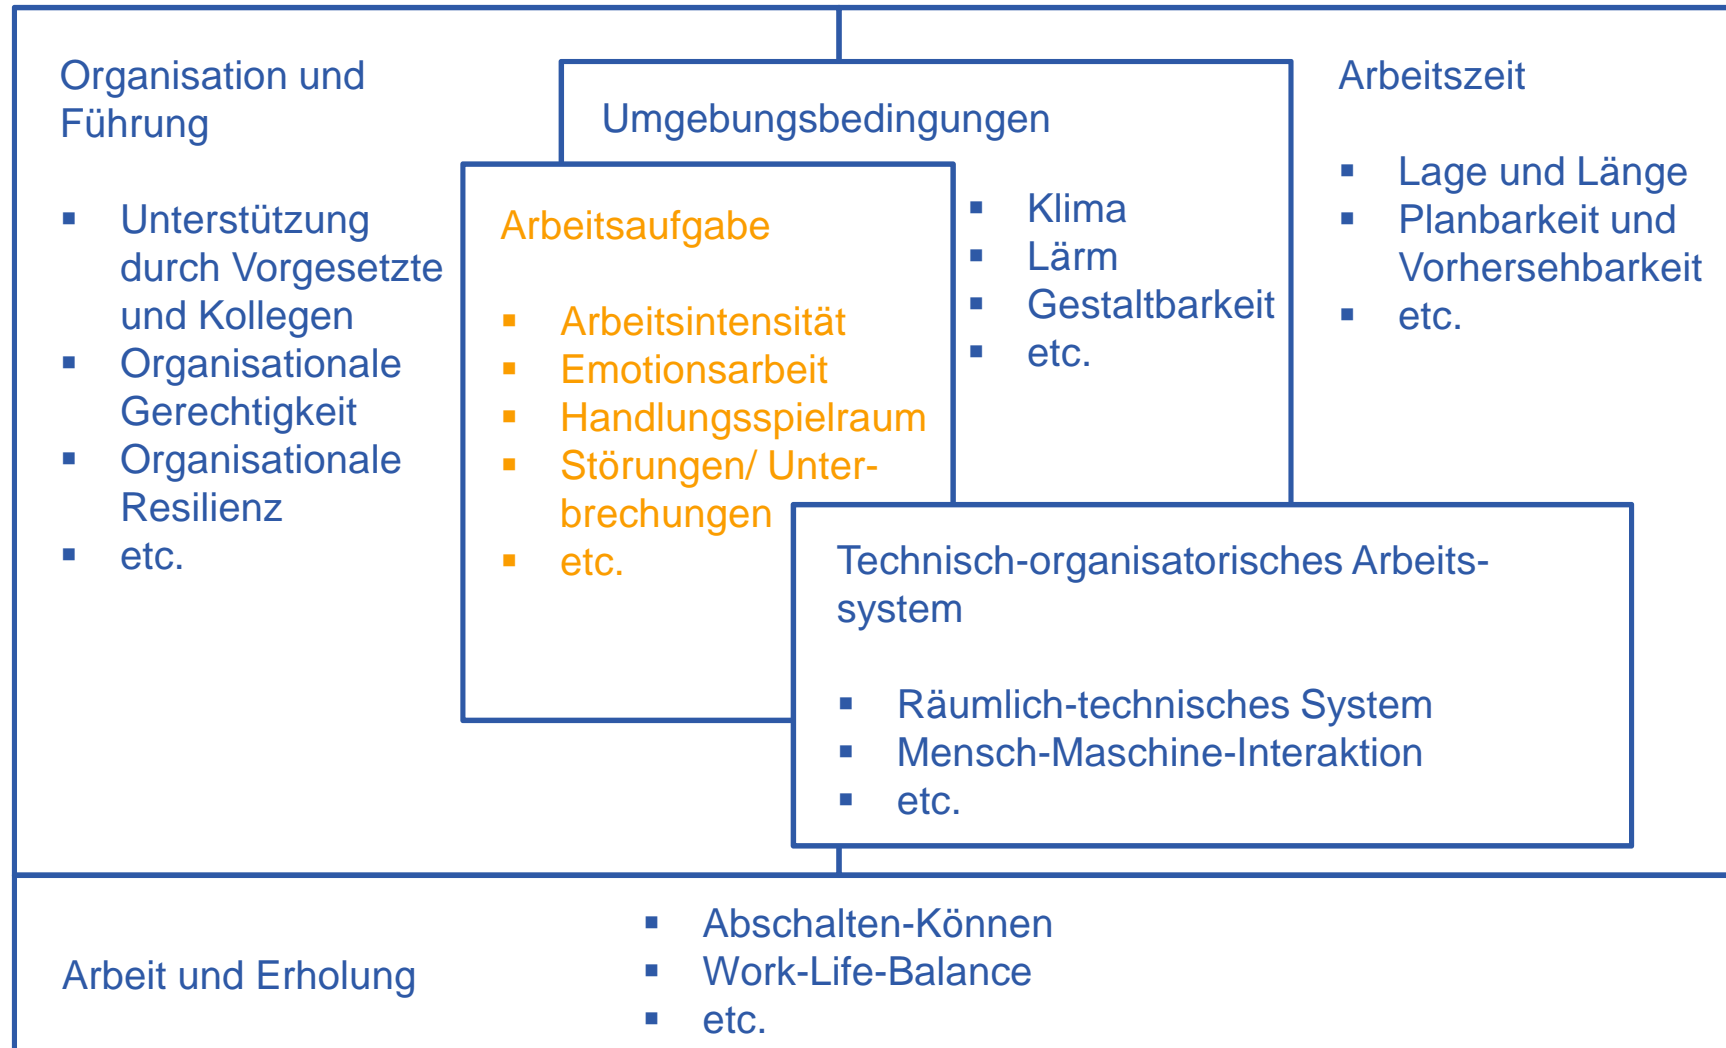 Organisation und
Führung
▪ Unterstützung
durch Vorgesetzte
und Kollegen
▪ Organisationale
Gerechtigkeit
▪ Organisationale
Resilienz
▪ etc.
Umgebungsbedingungen
▪ Klima
▪ Lärm
▪ Gestaltbarkeit
▪ etc.
Arbeitszeit
▪ Lage und Länge
▪ Planbarkeit und
Vorhersehbarkeit
▪ etc.
Arbeitsaufgabe
▪ Arbeitsintensität
▪ Emotionsarbeit
▪ Handlungsspielraum
▪ Störungen/ Unter-
brechungen
▪ etc.
Technisch-organisatorisches Arbeits-
system
▪ Räumlich-technisches System
▪ Mensch-Maschine-Interaktion
▪ etc.
Arbeit und Erholung
▪ Abschalten-Können
▪ Work-Life-Balance
▪ etc.